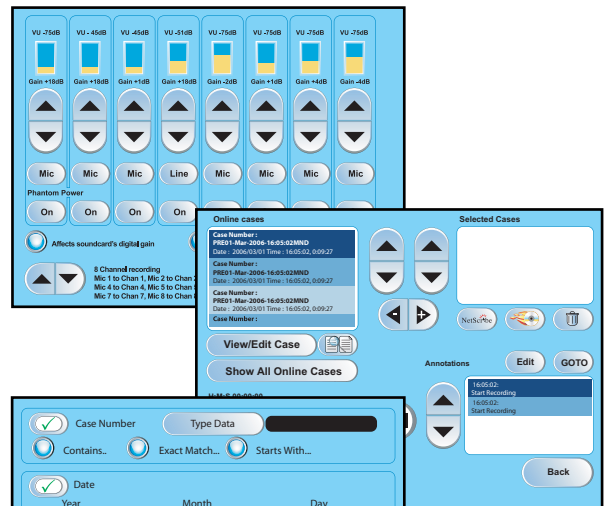 VU -75dB VU - 45dB VU -45dB VU -51dB VU -75dB VU -75dB VU -75dB VU -75dB
Gain +18dB Gain +18dB Gain +1dB Gain +18dB Gain -2dB Gain +1dB Gain +4dB Gain -4dB
Mic Mic Mic Line Mic Mic Mic Mic
Phantom Power
On On On On
Affects soundcard's digital gain
8 Channel recording
Mic 1 to Chan 1, Mic 2 to Chan
Mic 4 to Chan 4, Mic 5 to Chan
Mic 7 to Chan 7, Mic 8 to Chan
Online cases
Case Number :
PRE01-Mar-2006-16:05:02MND
Date : 2006/03/01 Time : 16:05:02, 0:09:27
Case Number :
PRE01-Mar-2006-16:05:02MND
Date : 2006/03/01 Time : 16:05:02, 0:09:27
Case Number :
PRE01-Mar-2006-16:05:02MND
Date : 2006/03/01 Time : 16:05:02, 0:09:27
Case Number :
View/Edit Case
Show All Online Cases
Selected Cases
NetScribe
Annotations
Edit GOTO
16:05:02:
Start Recording
16:05:02:
Start Recording
Back
Case Number
Type Data
Contains.. Exact Match... Starts With...
Date
Year Month Day